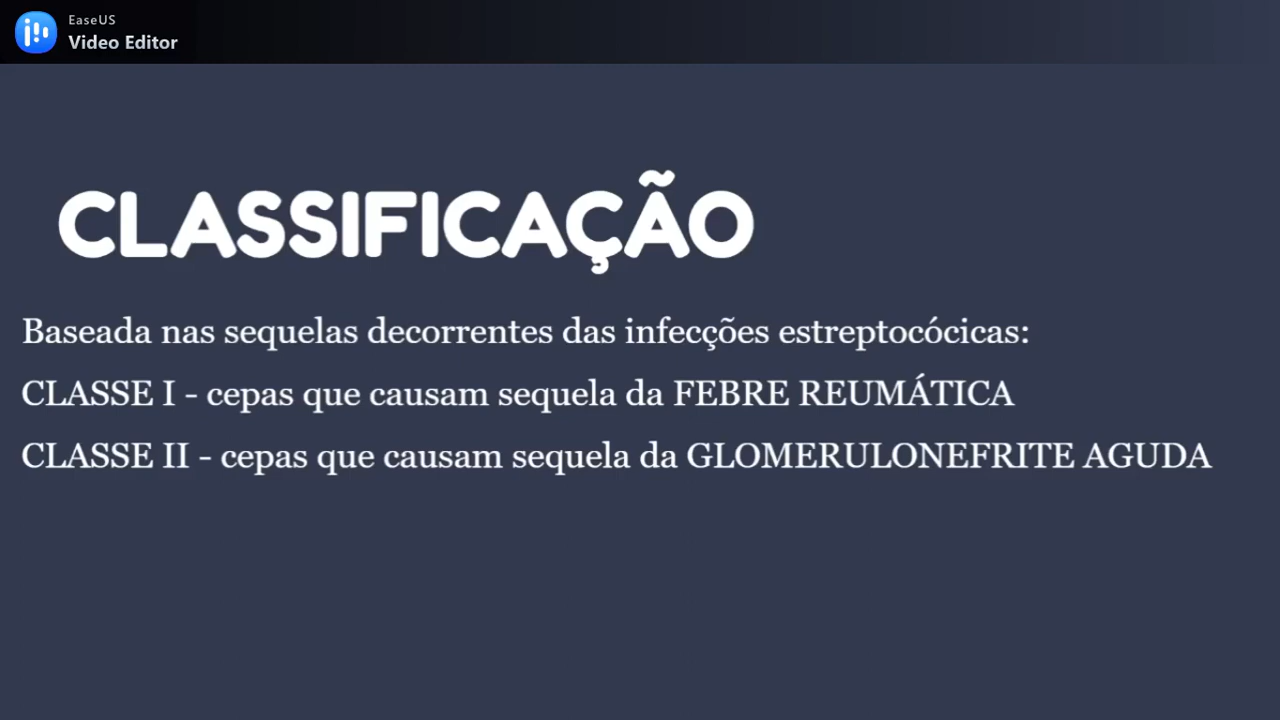 EaseUS
Video Editor
CLASSIFICAÇÃO
Baseada nas sequelas decorrentes das infecções estreptocócicas:
CLASSE I - cepas que causam sequela da FEBRE REUMÁTICA
CLASSE II - cepas que causam sequela da GLOMERULONEFRITE AGUDA